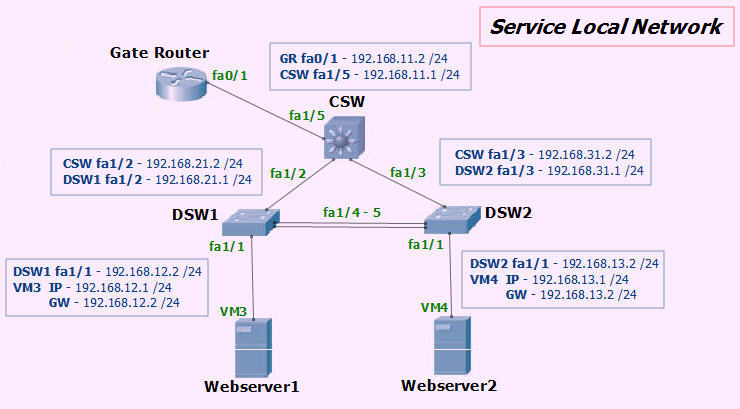 Service Local Network
Gate Router
GR fa0/1 - 192.168.11.2 /24
CSW fa1/5 - 192.168.11.1 /24
fa0/1
CSW
fa1/5
CSW fa1/2 - 192.168.21.2 /24
DSW1 fa1/2 - 192.168.21.1 /24
fa1/2
fa1/3
CSW fa1/3 - 192.168.31.2 /24
DSW2 fa1/3 - 192.168.31.1 /24
DSW1
fa1/4 - 5
DSW2
fa1/1
fa1/1
DSW1 fa1/1 - 192.168.12.2 /24
VM3 IP - 192.168.12.1 /24
GW - 192.168.12.2 /24
DSW2 fa1/1 - 192.168.13.2 /24
VM4 IP - 192.168.13.1 /24
GW - 192.168.13.2 /24
VM3
VM4
Webserver1
Webserver2